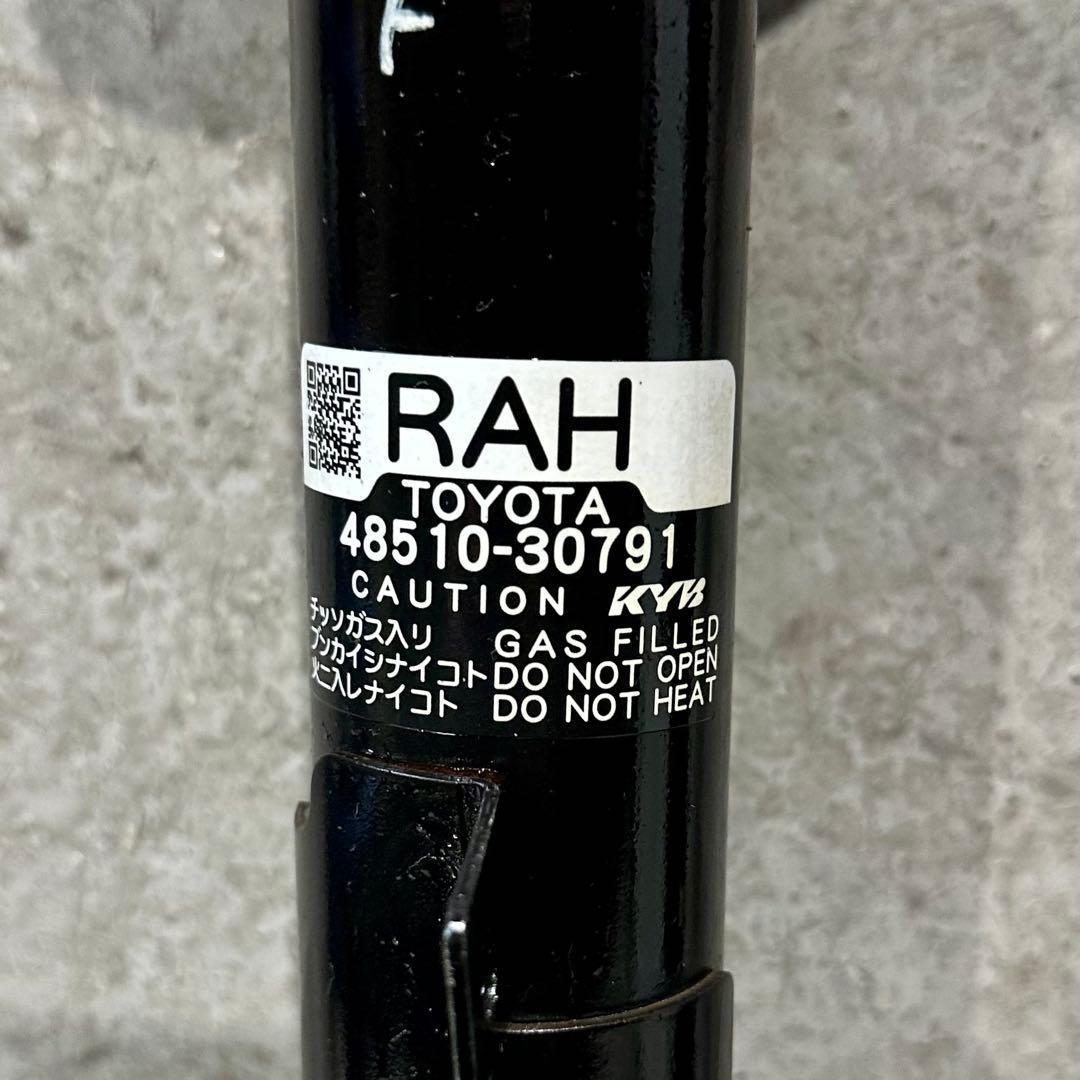 RAH
TOYOTA
48510-30791
CAUTION KYB
チッソガス入リ GAS FILLED
ブンカイシナイコト DO NOT OPEN
火ニ入レナイコト DO NOT HEAT